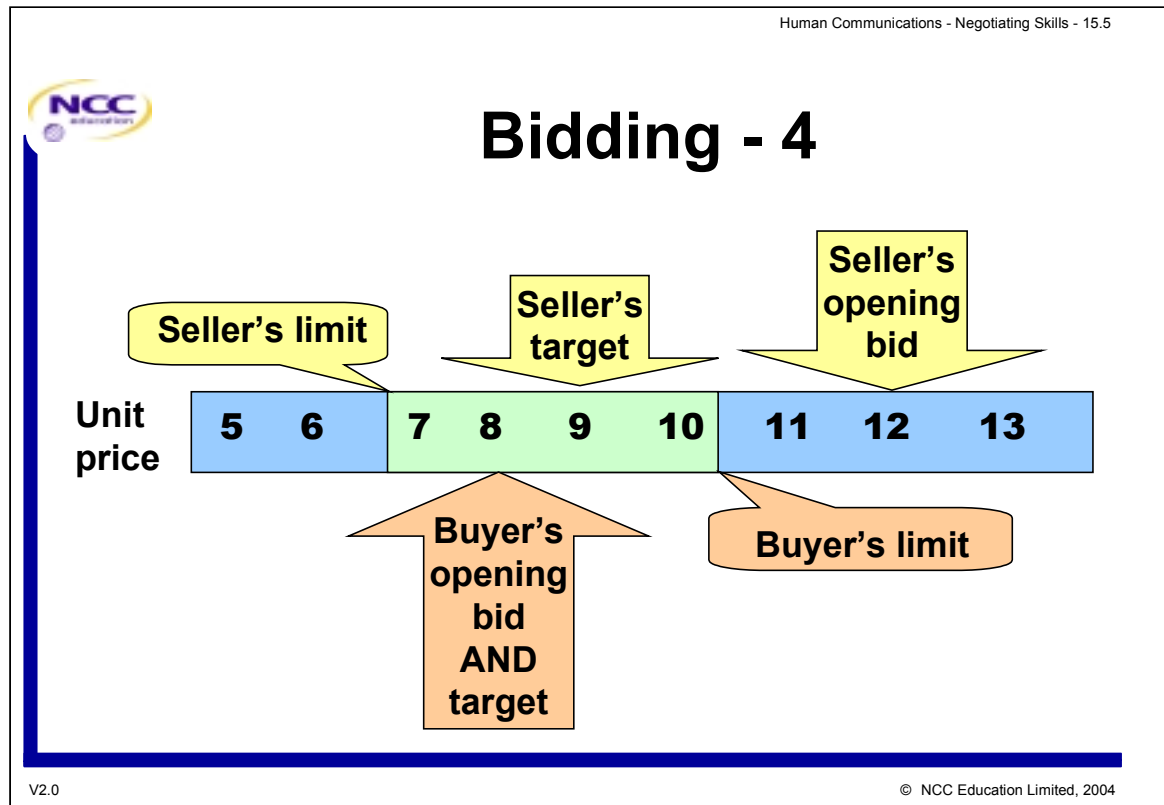 Human Communications - Negotiating Skills - 15.5
NCC
education
Bidding - 4
Seller's limit
Seller's
target
Seller's
opening
bid
Unit
price
5 6 7 8 9 10 11 12 13
Buyer's
opening
bid
AND
target
Buyer's limit
V2.0
© NCC Education Limited, 2004